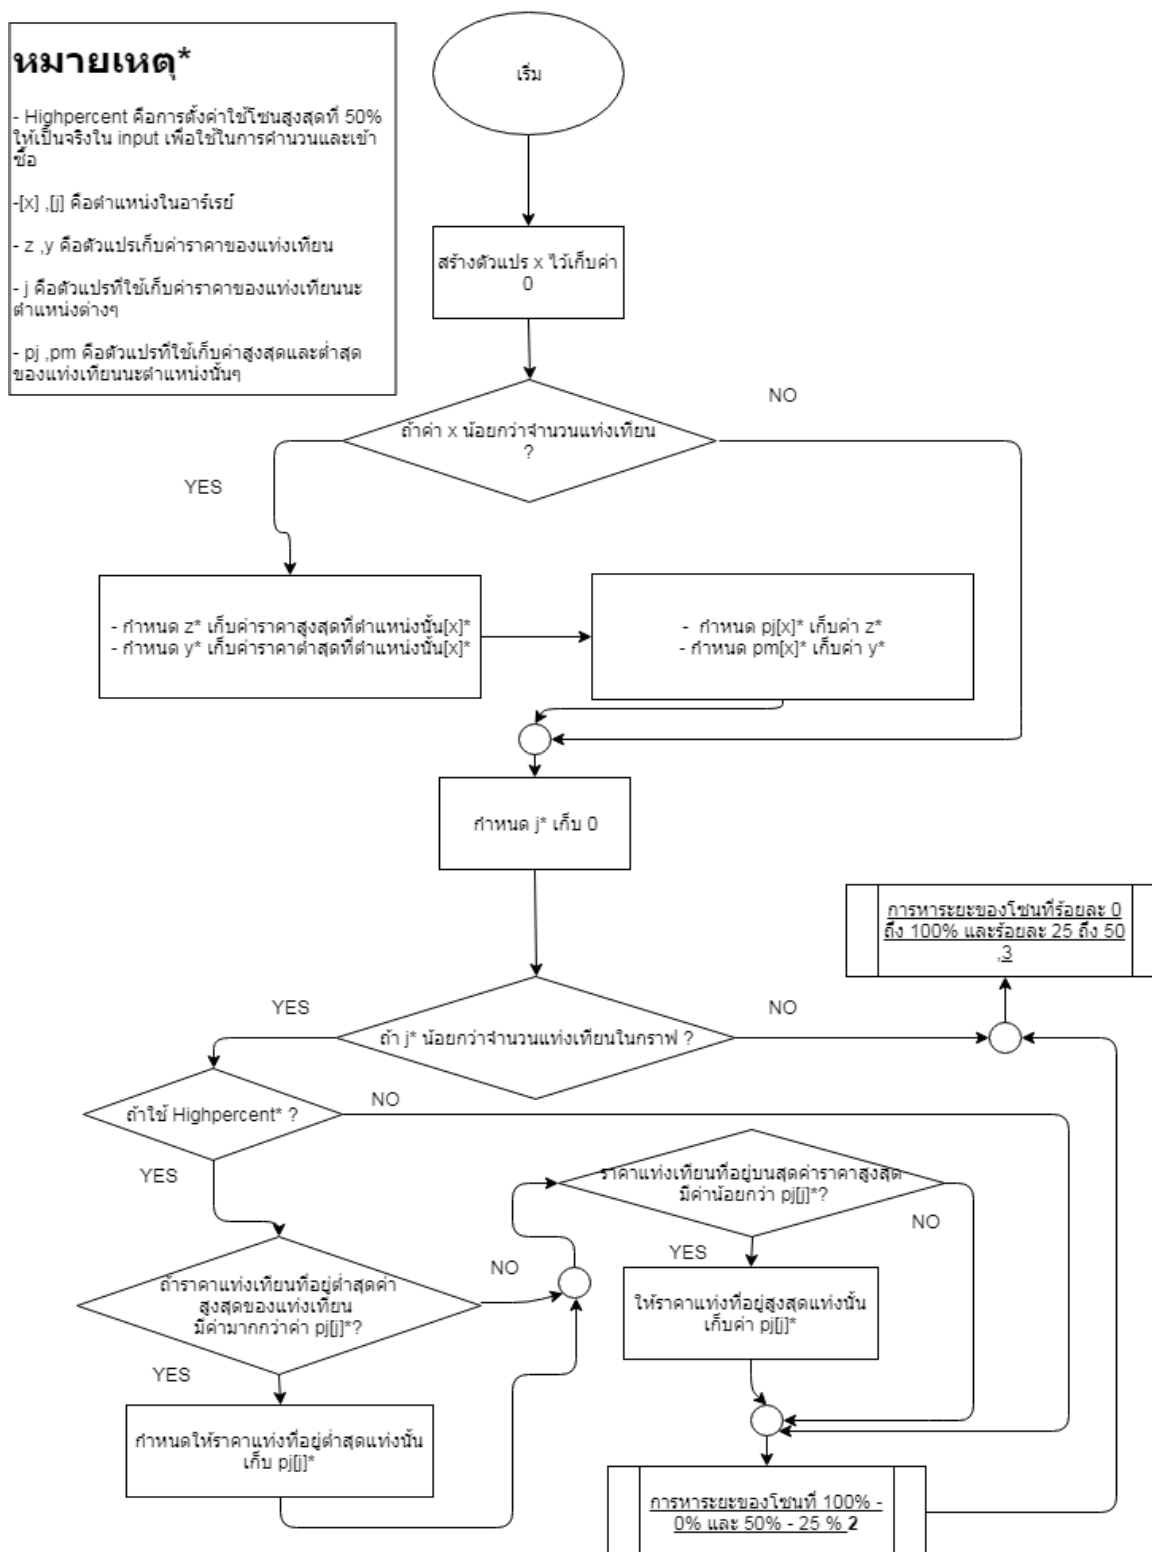 หมายเหตุ*
- Highpercent คือการตั้งค่าใช้โซนสูงสุดที่ 50%
ให้เป็นจริงใน input เพื่อใช้ในการคำนวนและเข้า
ซื้อ
-[x] ,[j] คือตำแหน่งในอาร์เรย์
- z ,y คือตัวแปรเก็บค่าราคาของแท่งเทียน
- j คือตัวแปรที่ใช้เก็บค่าราคาของแท่งเทียนนะ
ตำแหน่งต่างๆ
- pj ,pm คือตัวแปรที่ใช้เก็บค่าสูงสุดและต่ำสุด
ของแท่งเทียนนะตำแหน่งนั้นๆ
เริ่ม
สร้างตัวแปร x ไว้เก็บค่า
0
ถ้าค่า x น้อยกว่าจำนวนแท่งเทียน
?
NO
YES
- กำหนด z* เก็บค่าราคาสูงสุดที่ตำแหน่งนั้น[x]*
- กำหนด y* เก็บค่าราคาต่ำสุดที่ตำแหน่งนั้น[x]*
- กำหนด pj[x]* เก็บค่า z*
- กำหนด pm[x]* เก็บค่า y*
กำหนด j* เก็บ 0
การหาระยะของโซนที่ร้อยละ 0
ถึง 100% และร้อยละ 25 ถึง 50
,3
YES
ถ้า j* น้อยกว่าจำนวนแท่งเทียนในกราฟ ?
NO
ถ้าใช้ Highpercent* ?
NO
YES
ราคาแท่งเทียนที่อยู่บนสุดค่าราคาสูงสุด
มีค่าน้อยกว่า pj[j]*?
NO
YES
ถ้าราคาแท่งเทียนที่อยู่ต่ำสุดค่า
สูงสุดของแท่งเทียน
มีค่ามากกว่าค่า pj[j]*?
NO
YES
ให้ราคาแท่งที่อยู่สูงสุดแท่งนั้น
เก็บค่า pj[j]*
กำหนดให้ราคาแท่งที่อยู่ต่ำสุดแท่งนั้น
เก็บ pj[j]*
การหาระยะของโซนที่ 100% -
0% และ 50% - 25 % 2